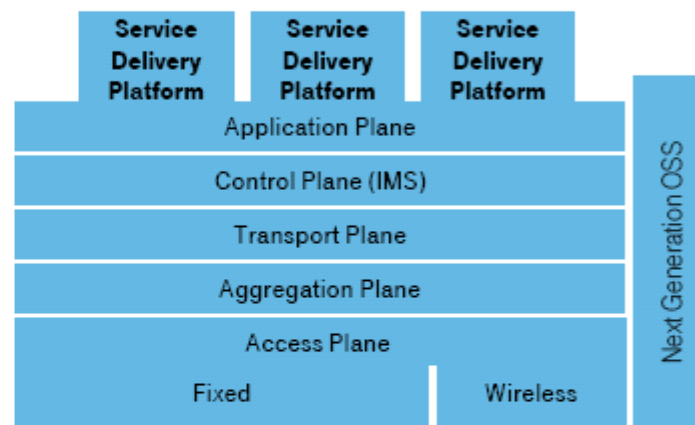 Service
Delivery
Platform
Service
Delivery
Platform
Service
Delivery
Platform
Application Plane
Control Plane (IMS)
Transport Plane
Aggregation Plane
Access Plane
Fixed
Wireless
Next Generation OSS